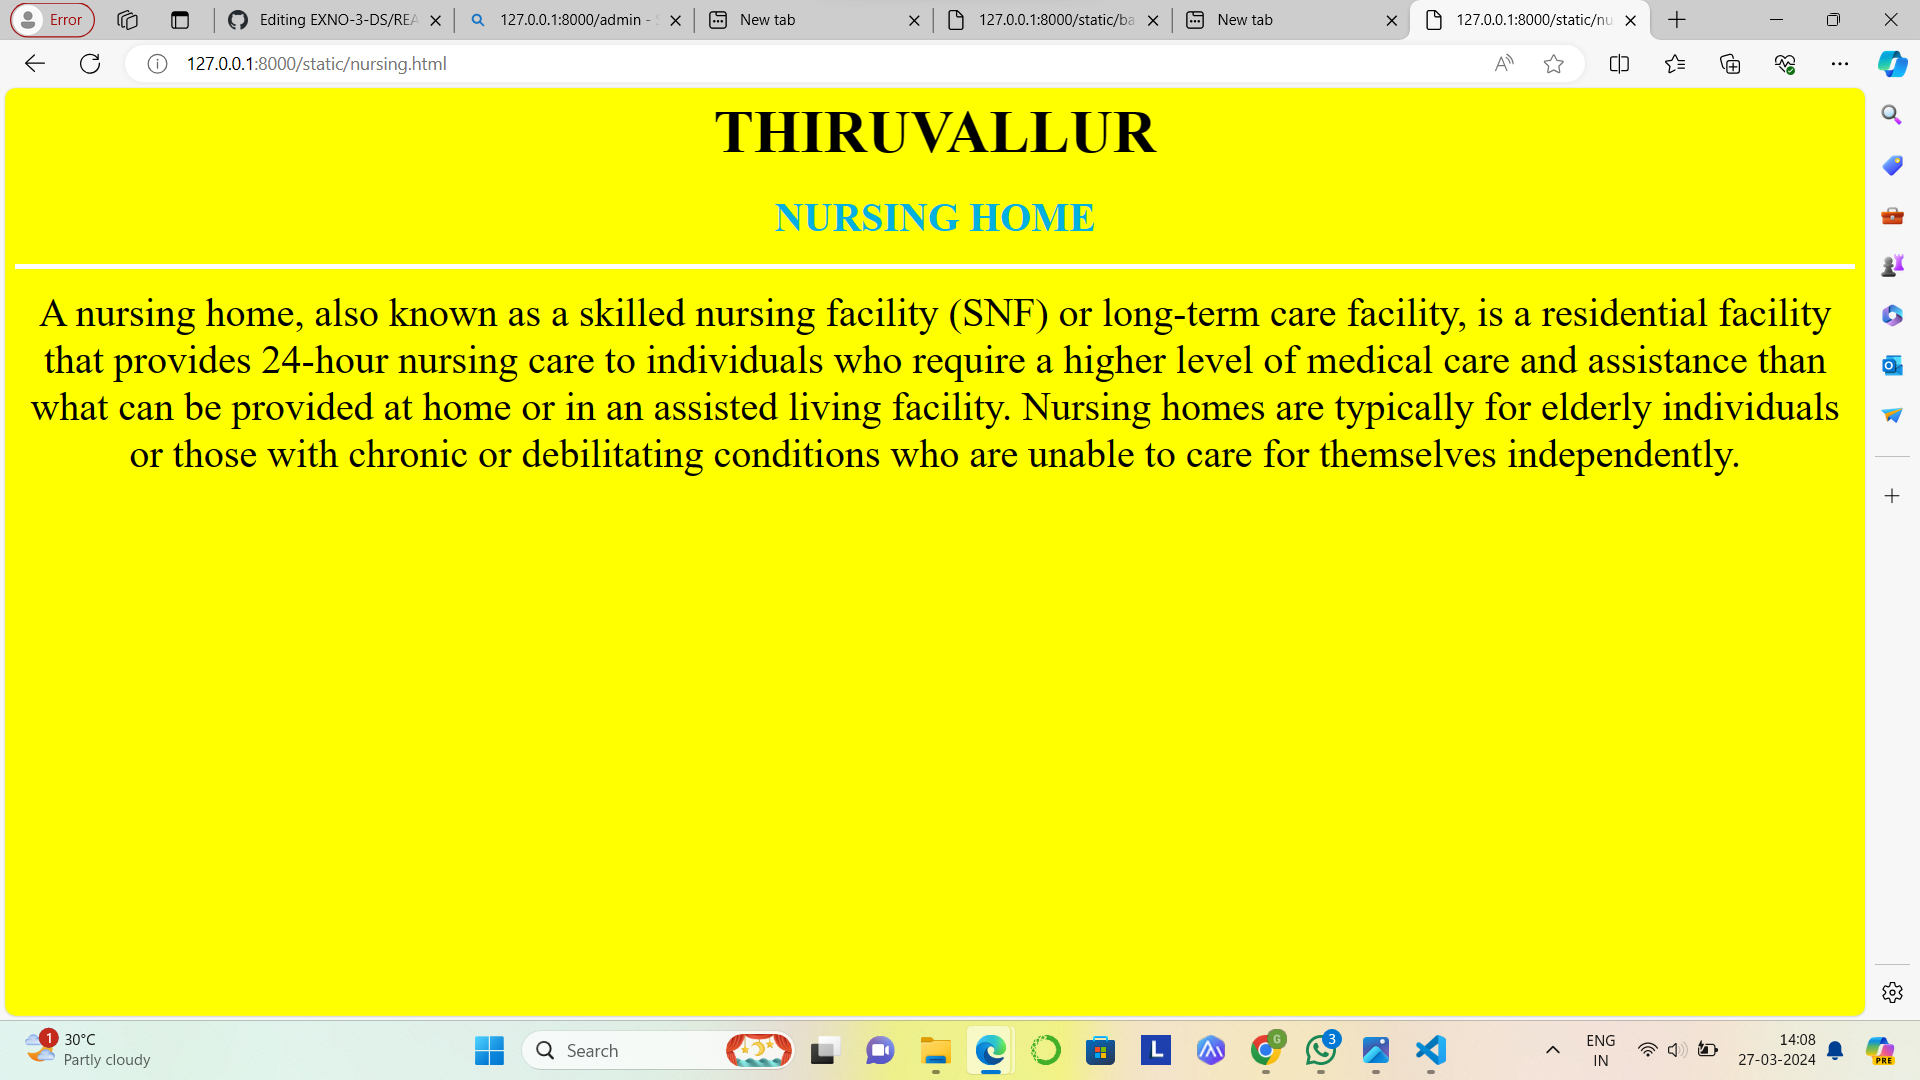 Error
Editing EXNO-3-DS/REA
127.0.0.1:8000/admin - S
New tab
127.0.0.1:8000/static/ba
New tab
127.0.0.1:8000/static/nu
127.0.0.1:8000/static/nursing.html
THIRUVALLUR
NURSING HOME
A nursing home, also known as a skilled nursing facility (SNF) or long-term care facility, is a residential facility
that provides 24-hour nursing care to individuals who require a higher level of medical care and assistance than
what can be provided at home or in an assisted living facility. Nursing homes are typically for elderly individuals
or those with chronic or debilitating conditions who are unable to care for themselves independently.
1
30°C
Partly cloudy
Search
L
G
3
ENG
IN
14:08
27-03-2024
PRE